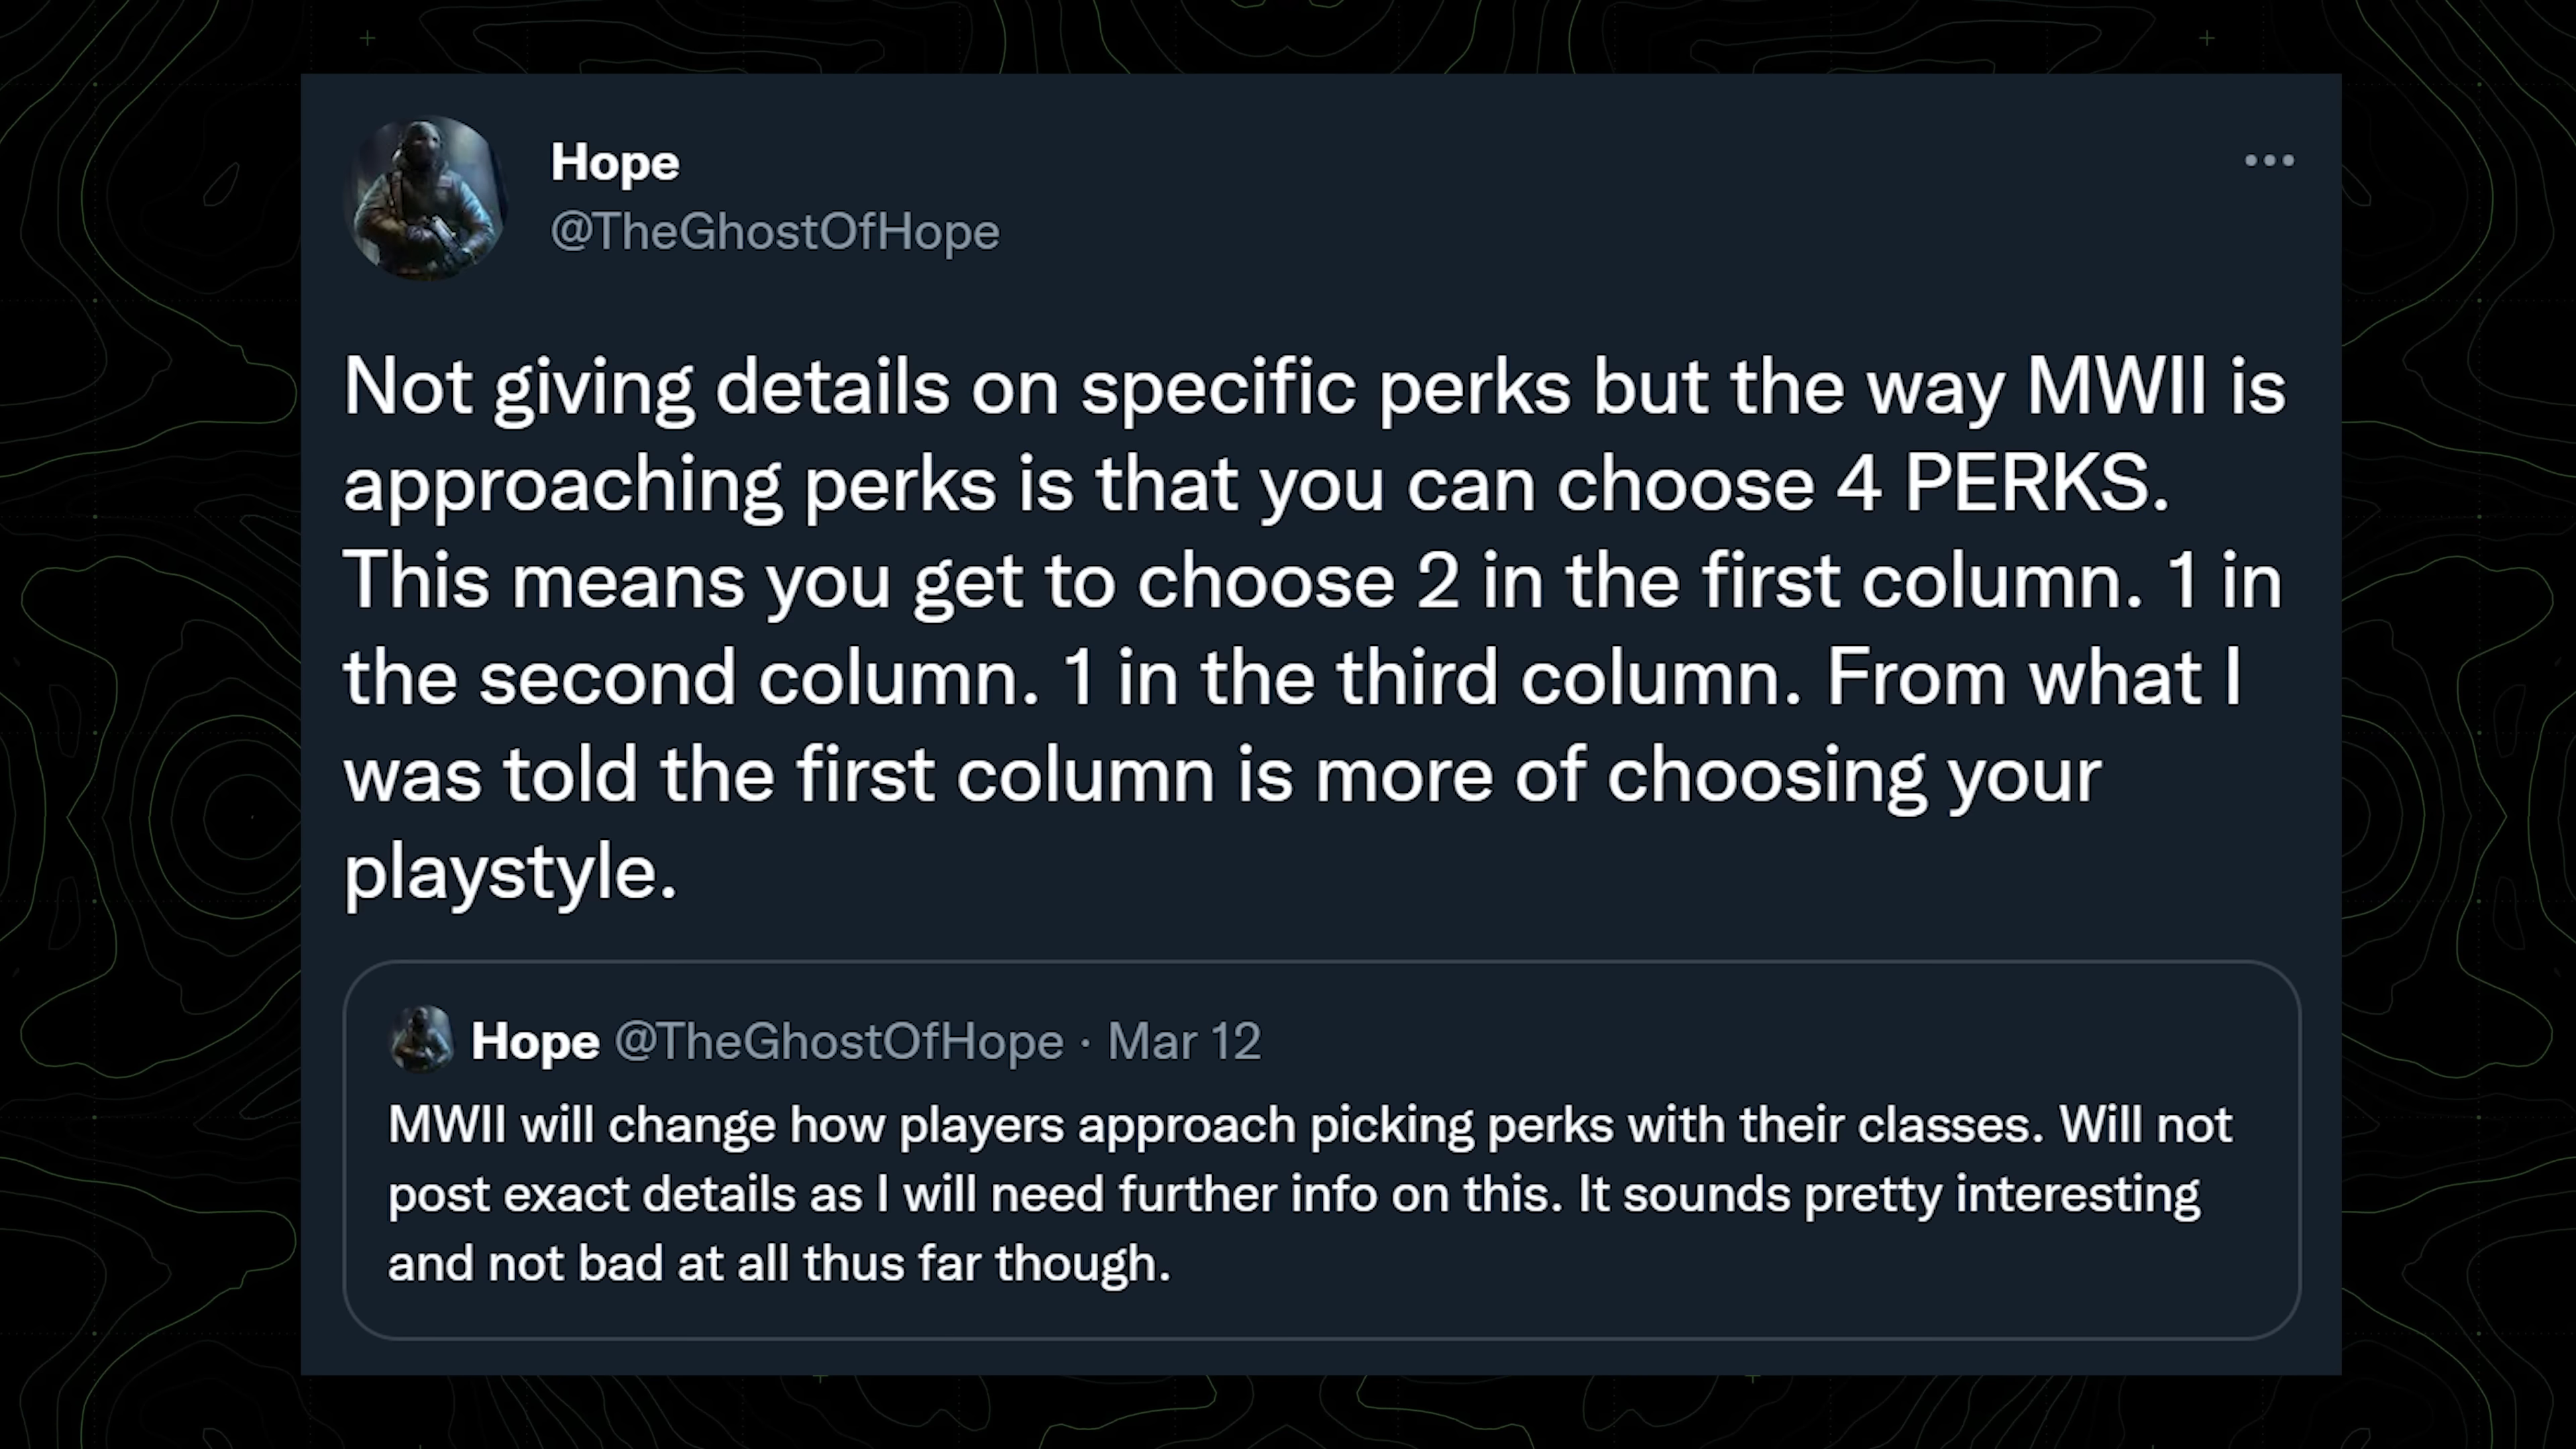 Hope
@TheGhostOfHope
Not giving details on specific perks but the way MWII is
approaching perks is that you can choose 4 PERKS.
This means you get to choose 2 in the first column. 1 in
the second column. 1 in the third column. From what I
was told the first column is more of choosing your
playstyle.
Hope @TheGhostOfHope · Mar 12
MWII will change how players approach picking perks with their classes. Will not
post exact details as I will need further info on this. It sounds pretty interesting
and not bad at all thus far though.